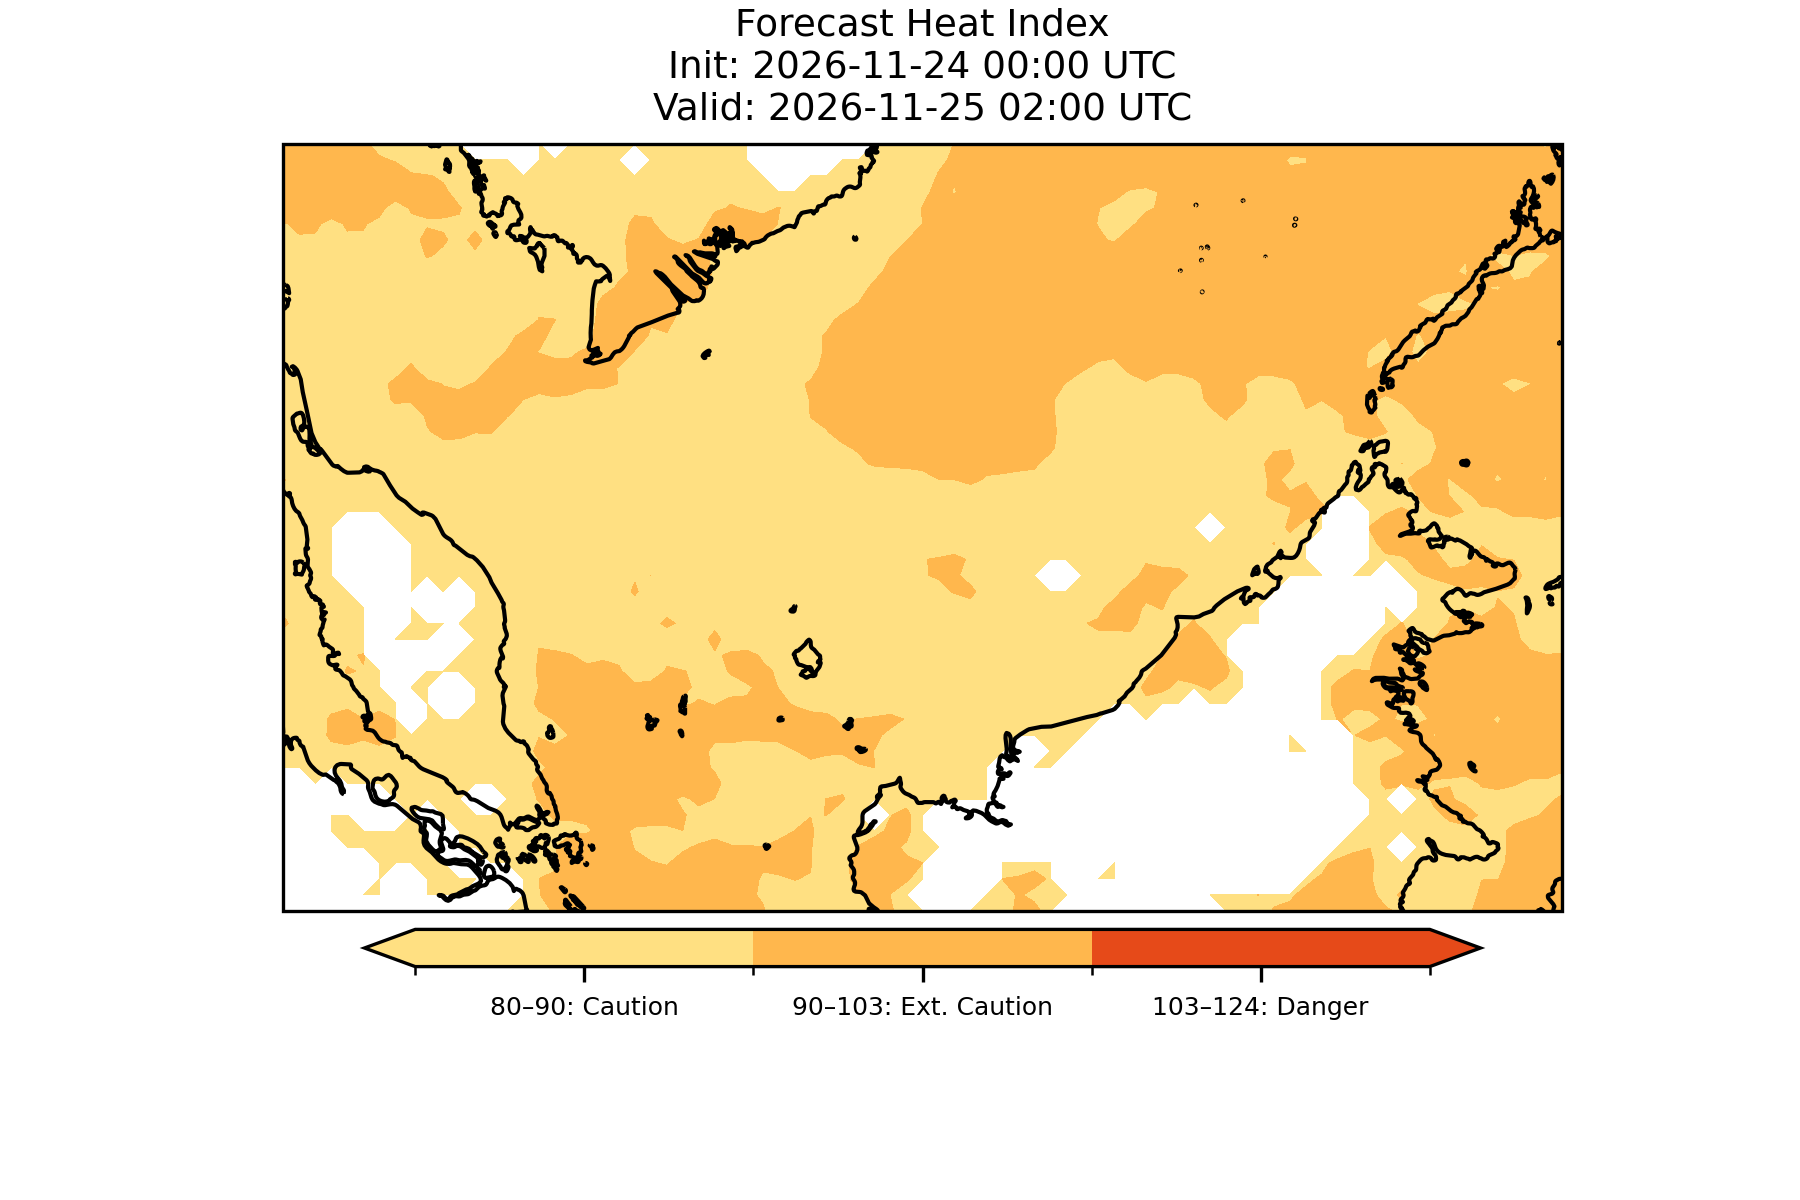 Forecast Heat Index
Init: 2026-11-24 00:00 UTC
Valid: 2026-11-25 02:00 UTC
80–90: Caution
90–103: Ext. Caution
103–124: Danger